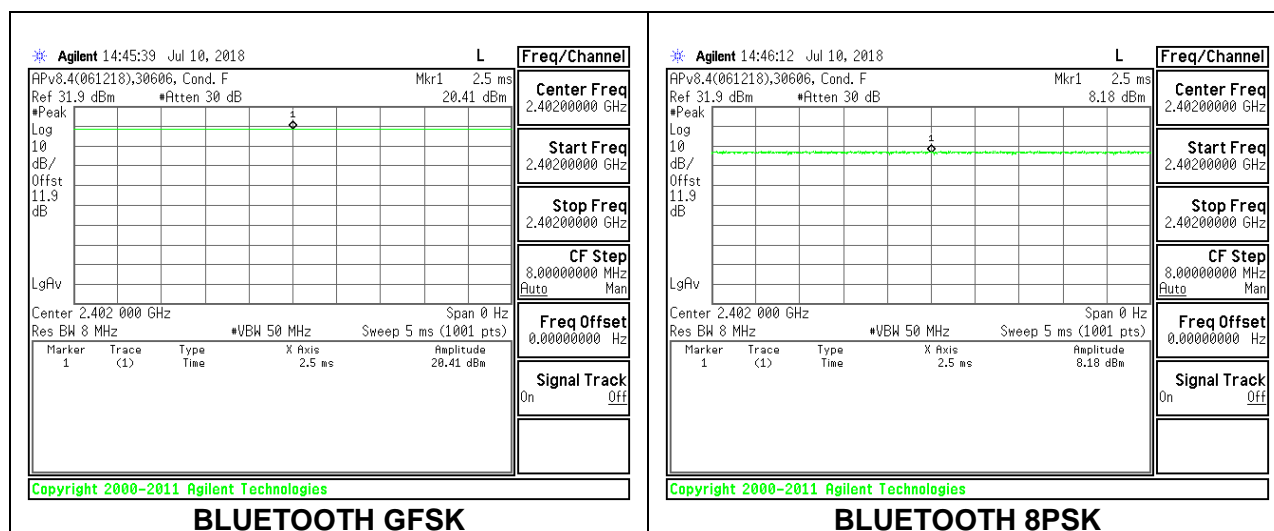 Agilent 14:45:39 Jul 10, 2018 L Freq/Channel
APv8.4(061218),30606, Cond. F Mkr1 2.5 ms
Ref 31.9 dBm #Atten 30 dB 20.41 dBm
#Peak
Log
10
dB/
Offst
11.9
dB
LgAv
1
Center 2.402 000 GHz Span 0 Hz
Res BW 8 MHz #VBW 50 MHz Sweep 5 ms (1001 pts)
Marker Trace Type X Axis Amplitude
1 (1) Time 2.5 ms 20.41 dBm
Center Freq
2.40200000 GHz
Start Freq
2.40200000 GHz
Stop Freq
2.40200000 GHz
CF Step
8.00000000 MHz
Auto Man
Freq Offset
0.00000000 Hz
Signal Track
On Off
Copyright 2000-2011 Agilent Technologies
BLUETOOTH GFSK
Agilent 14:46:12 Jul 10, 2018 L Freq/Channel
APv8.4(061218),30606, Cond. F Mkr1 2.5 ms
Ref 31.9 dBm #Atten 30 dB 8.18 dBm
#Peak
Log
10
dB/
Offst
11.9
dB
LgAv
1
Center 2.402 000 GHz Span 0 Hz
Res BW 8 MHz #VBW 50 MHz Sweep 5 ms (1001 pts)
Marker Trace Type X Axis Amplitude
1 (1) Time 2.5 ms 8.18 dBm
Center Freq
2.40200000 GHz
Start Freq
2.40200000 GHz
Stop Freq
2.40200000 GHz
CF Step
8.00000000 MHz
Auto Man
Freq Offset
0.00000000 Hz
Signal Track
On Off
Copyright 2000-2011 Agilent Technologies
BLUETOOTH 8PSK